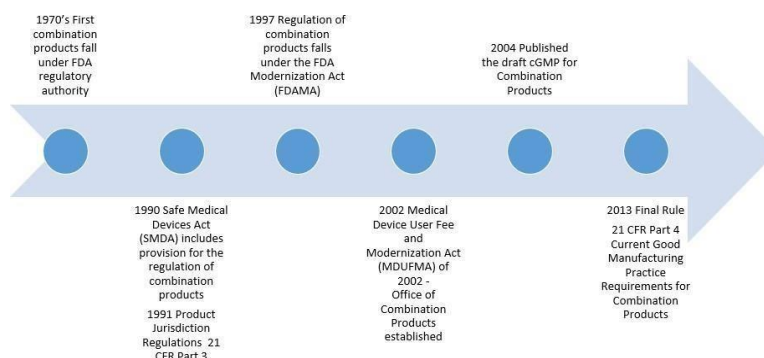 1970's First
combination
products fall
under FDA
regulatory
authority
1990 Safe Medical
Devices Act
(SMDA) includes
provision for the
regulation of
combination
products
1991 Product
Jurisdiction
Regulations 21
CFR Part 3
1997 Regulation of
combination
products falls
under the FDA
Modernization Act
(FDAMA)
2002 Medical
Device User Fee
and
Modernization Act
(MDUFMA) of
2002 -
Office of
Combination
Products
established
2004 Published
the draft cGMP for
Combination
Products
2013 Final Rule
21 CFR Part 4
Current Good
Manufacturing
Practice
Requirements for
Combination
Products